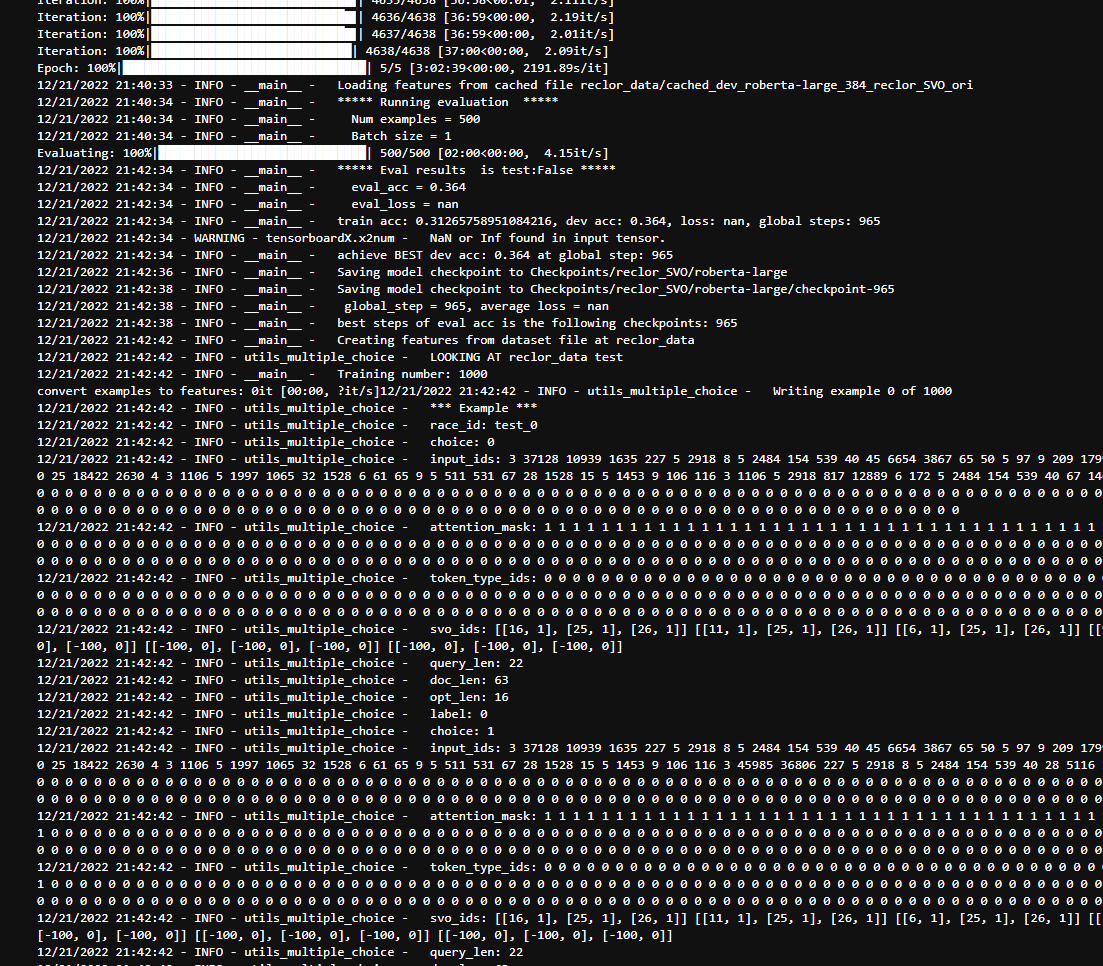 Iteration: 100%| | 4635/4638 [36:58<00:01, 2.11it/s]
Iteration: 100%| | 4636/4638 [36:59<00:00, 2.19it/s]
Iteration: 100%| | 4637/4638 [36:59<00:00, 2.01it/s]
Iteration: 100%| | 4638/4638 [37:00<00:00, 2.09it/s]
Epoch: 100%| | 5/5 [3:02:39<00:00, 2191.89s/it]
12/21/2022 21:40:33 - INFO - __main__ - Loading features from cached file reclor_data/cached_dev_roberta-large_384_reclor_SVO_ori
12/21/2022 21:40:34 - INFO - __main__ - ***** Running evaluation *****
12/21/2022 21:40:34 - INFO - __main__ - Num examples = 500
12/21/2022 21:40:34 - INFO - __main__ - Batch size = 1
Evaluating: 100%| | 500/500 [02:00<00:00, 4.15it/s]
12/21/2022 21:42:34 - INFO - __main__ - ***** Eval results is test:False *****
12/21/2022 21:42:34 - INFO - __main__ - eval_acc = 0.364
12/21/2022 21:42:34 - INFO - __main__ - eval_loss = nan
12/21/2022 21:42:34 - INFO - __main__ - train acc: 0.31265758951084216, dev acc: 0.364, loss: nan, global steps: 965
12/21/2022 21:42:34 - WARNING - tensorboardX.x2num - NaN or Inf found in input tensor.
12/21/2022 21:42:34 - INFO - __main__ - achieve BEST dev acc: 0.364 at global step: 965
12/21/2022 21:42:36 - INFO - __main__ - Saving model checkpoint to Checkpoints/reclor_SVO/roberta-large
12/21/2022 21:42:38 - INFO - __main__ - Saving model checkpoint to Checkpoints/reclor_SVO/roberta-large/checkpoint-965
12/21/2022 21:42:38 - INFO - __main__ - global_step = 965, average loss = nan
12/21/2022 21:42:38 - INFO - __main__ - best steps of eval acc is the following checkpoints: 965
12/21/2022 21:42:42 - INFO - __main__ - Creating features from dataset file at reclor_data
12/21/2022 21:42:42 - INFO - utils_multiple_choice - LOOKING AT reclor_data test
12/21/2022 21:42:42 - INFO - __main__ - Training number: 1000
convert examples to features: 0it [00:00, ?it/s]12/21/2022 21:42:42 - INFO - utils_multiple_choice - Writing example 0 of 1000
12/21/2022 21:42:42 - INFO - utils_multiple_choice - *** Example ***
12/21/2022 21:42:42 - INFO - utils_multiple_choice - race_id: test_0
12/21/2022 21:42:42 - INFO - utils_multiple_choice - choice: 0
12/21/2022 21:42:42 - INFO - utils_multiple_choice - input_ids: 3 37128 10939 1635 227 5 2918 8 5 2484 154 539 40 45 6654 3867 65 50 5 97 9 209
0 25 18422 2630 4 3 1106 5 1997 1065 32 1528 6 61 65 9 5 511 531 67 28 1528 15 5 1453 9 106 116 3 1106 5 2918 817 12889 6 172 5 2484 154 539 40 67
0 0 0 0 0 0 0 0 0 0 0 0 0 0 0 0 0 0 0 0 0 0 0 0 0 0 0 0 0 0 0 0 0 0 0 0 0 0 0 0 0 0 0 0 0 0 0 0 0 0 0 0 0 0 0 0 0 0 0 0 0 0 0 0 0 0 0 0 0 0 0 0 0 0 0
0 0 0 0 0 0 0 0 0 0 0 0 0 0 0 0 0 0 0 0 0 0 0 0 0 0 0 0 0 0 0 0 0 0 0 0 0 0 0 0 0 0 0 0 0 0 0 0 0 0 0 0 0 0 0 0 0 0 0 0 0 0 0 0 0
12/21/2022 21:42:42 - INFO - utils_multiple_choice - attention_mask: 1 1 1 1 1 1 1 1 1 1 1 1 1 1 1 1 1 1 1 1 1 1 1 1 1 1 1 1 1 1 1 1 1 1 1 1 1 1 1
0 0 0 0 0 0 0 0 0 0 0 0 0 0 0 0 0 0 0 0 0 0 0 0 0 0 0 0 0 0 0 0 0 0 0 0 0 0 0 0 0 0 0 0 0 0 0 0 0 0 0 0 0 0 0 0 0 0 0 0 0 0 0 0 0 0 0 0 0 0 0 0 0 0 0
0 0 0 0 0 0 0 0 0 0 0 0 0 0 0 0 0 0 0 0 0 0 0 0 0 0 0 0 0 0 0 0 0 0 0 0 0 0 0 0 0 0 0 0 0 0 0 0 0 0 0 0 0 0 0 0 0 0 0 0 0 0 0 0 0 0 0 0 0 0 0 0 0 0 0
12/21/2022 21:42:42 - INFO - utils_multiple_choice - token_type_ids: 0 0 0 0 0 0 0 0 0 0 0 0 0 0 0 0 0 0 0 0 0 0 0 0 0 0 0 0 0 0 0 0 0 0 0 0 0 0 0 0
0 0 0 0 0 0 0 0 0 0 0 0 0 0 0 0 0 0 0 0 0 0 0 0 0 0 0 0 0 0 0 0 0 0 0 0 0 0 0 0 0 0 0 0 0 0 0 0 0 0 0 0 0 0 0 0 0 0 0 0 0 0 0 0 0 0 0 0 0 0 0 0 0 0 0
0 0 0 0 0 0 0 0 0 0 0 0 0 0 0 0 0 0 0 0 0 0 0 0 0 0 0 0 0 0 0 0 0 0 0 0 0 0 0 0 0 0 0 0 0 0 0 0 0 0 0 0 0 0 0 0 0 0 0 0 0 0 0 0 0 0 0 0 0 0 0 0 0 0 0
12/21/2022 21:42:42 - INFO - utils_multiple_choice - svo_ids: [[16, 1], [25, 1], [26, 1]] [[11, 1], [25, 1], [26, 1]] [[6, 1], [25, 1], [26, 1]] [[
0], [-100, 0]] [[-100, 0], [-100, 0], [-100, 0]] [[-100, 0], [-100, 0], [-100, 0]]
12/21/2022 21:42:42 - INFO - utils_multiple_choice - query_len: 22
12/21/2022 21:42:42 - INFO - utils_multiple_choice - doc_len: 63
12/21/2022 21:42:42 - INFO - utils_multiple_choice - opt_len: 16
12/21/2022 21:42:42 - INFO - utils_multiple_choice - label: 0
12/21/2022 21:42:42 - INFO - utils_multiple_choice - choice: 1
12/21/2022 21:42:42 - INFO - utils_multiple_choice - input_ids: 3 37128 10939 1635 227 5 2918 8 5 2484 154 539 40 45 6654 3867 65 50 5 97 9 209
0 25 18422 2630 4 3 1106 5 1997 1065 32 1528 6 61 65 9 5 511 531 67 28 1528 15 5 1453 9 106 116 3 45985 36806 227 5 2918 8 5 2484 154 539 40 28 5116
0 0 0 0 0 0 0 0 0 0 0 0 0 0 0 0 0 0 0 0 0 0 0 0 0 0 0 0 0 0 0 0 0 0 0 0 0 0 0 0 0 0 0 0 0 0 0 0 0 0 0 0 0 0 0 0 0 0 0 0 0 0 0 0 0 0 0 0 0 0 0 0 0 0 0
0 0 0 0 0 0 0 0 0 0 0 0 0 0 0 0 0 0 0 0 0 0 0 0 0 0 0 0 0 0 0 0 0 0 0 0 0 0 0 0 0 0 0 0 0 0 0 0 0 0 0 0 0 0 0 0 0 0 0 0 0 0 0 0 0 0 0 0 0 0 0 0 0 0 0
12/21/2022 21:42:42 - INFO - utils_multiple_choice - attention_mask: 1 1 1 1 1 1 1 1 1 1 1 1 1 1 1 1 1 1 1 1 1 1 1 1 1 1 1 1 1 1 1 1 1 1 1 1 1 1 1
1 0 0 0 0 0 0 0 0 0 0 0 0 0 0 0 0 0 0 0 0 0 0 0 0 0 0 0 0 0 0 0 0 0 0 0 0 0 0 0 0 0 0 0 0 0 0 0 0 0 0 0 0 0 0 0 0 0 0 0 0 0 0 0 0 0 0 0 0 0 0 0 0 0 0
0 0 0 0 0 0 0 0 0 0 0 0 0 0 0 0 0 0 0 0 0 0 0 0 0 0 0 0 0 0 0 0 0 0 0 0 0 0 0 0 0 0 0 0 0 0 0 0 0 0 0 0 0 0 0 0 0 0 0 0 0 0 0 0 0 0 0 0 0 0 0 0 0 0 0
12/21/2022 21:42:42 - INFO - utils_multiple_choice - token_type_ids: 0 0 0 0 0 0 0 0 0 0 0 0 0 0 0 0 0 0 0 0 0 0 0 0 0 0 0 0 0 0 0 0 0 0 0 0 0 0 0 0
1 0 0 0 0 0 0 0 0 0 0 0 0 0 0 0 0 0 0 0 0 0 0 0 0 0 0 0 0 0 0 0 0 0 0 0 0 0 0 0 0 0 0 0 0 0 0 0 0 0 0 0 0 0 0 0 0 0 0 0 0 0 0 0 0 0 0 0 0 0 0 0 0 0 0
0 0 0 0 0 0 0 0 0 0 0 0 0 0 0 0 0 0 0 0 0 0 0 0 0 0 0 0 0 0 0 0 0 0 0 0 0 0 0 0 0 0 0 0 0 0 0 0 0 0 0 0 0 0 0 0 0 0 0 0 0 0 0 0 0 0 0 0 0 0 0 0 0 0 0
12/21/2022 21:42:42 - INFO - utils_multiple_choice - svo_ids: [[16, 1], [25, 1], [26, 1]] [[11, 1], [25, 1], [26, 1]] [[6, 1], [25, 1], [26, 1]] [[
[-100, 0], [-100, 0]] [[-100, 0], [-100, 0], [-100, 0]] [[-100, 0], [-100, 0], [-100, 0]]
12/21/2022 21:42:42 - INFO - utils_multiple_choice - query_len: 22